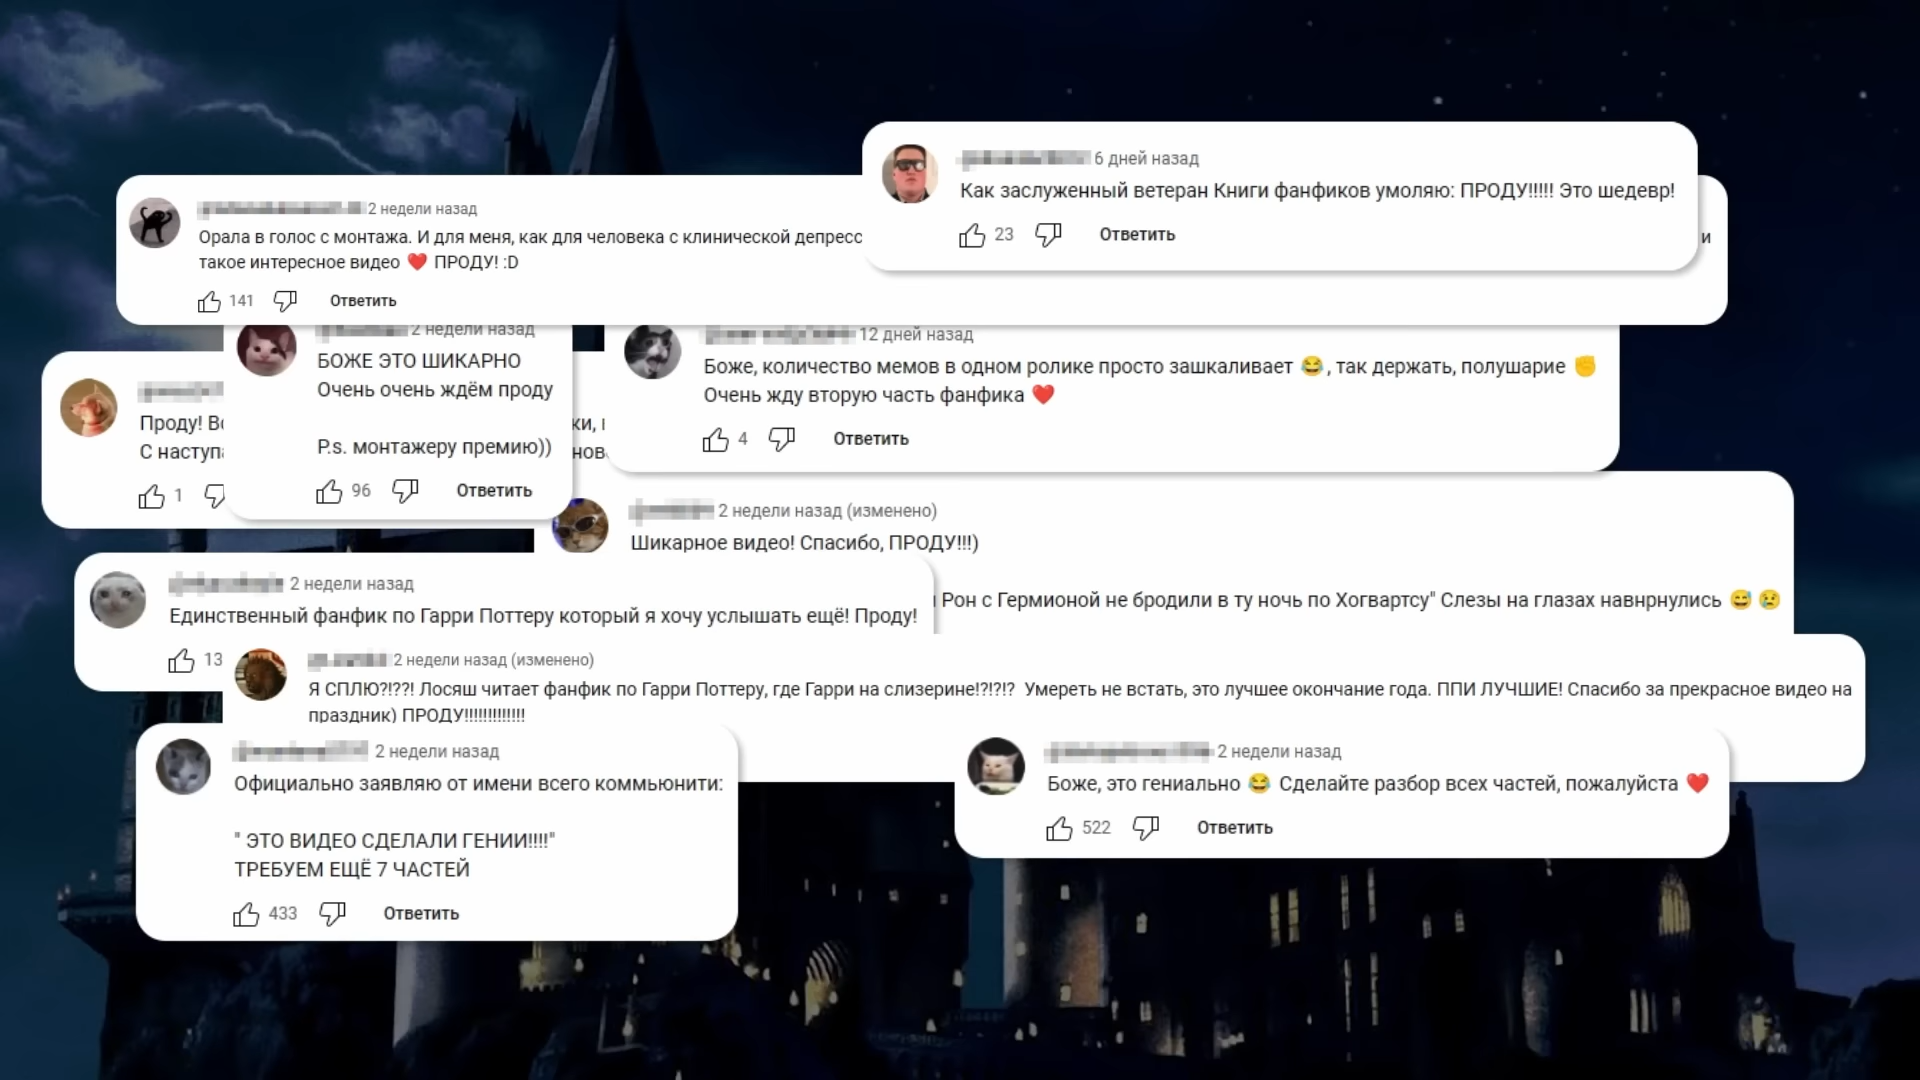 6 дней назад
Как заслуженный ветеран Книги фанфиков умоляю: ПРОДУ!!!!! Это шедевр!
23 Ответить
2 недели назад
Орала в голос с монтажа. И для меня, как для человека с клинической и
такое интересное видео ❤️ ПРОДУ! :D
141 Ответить
2 недели назад
БОЖЕ ЭТО ШИКАРНО
Очень очень ждём проду
P.s. монтажеру премию))
96 Ответить
12 дней назад
Боже, количество мемов в одном ролике просто зашкаливает 😂, так держать, полушарие ✊
Очень жду вторую часть фанфика ❤️
4 Ответить
Проду!
С
1
2 недели назад (изменено)
Шикарное видео! Спасибо, ПРОДУ!!!)
Рон с Гермионой не бродили в ту ночь по Хогвартсу" Слезы на глазах навнрнулись 😅 😢
2 недели назад
Единственный фанфик по Гарри Поттеру который я хочу услышать ещё! Проду!
13
2 недели назад (изменено)
Я СПЛЮ?!??! Лосяш читает фанфик по Гарри Поттеру, где Гарри на слизерине!?!?!? Умереть не встать, это лучшее окончание года. ППИ ЛУЧШИЕ! Спасибо за прекрасное видео на
праздник) ПРОДУ!!!!!!!!!!!!!
2 недели назад
Официально заявляю от имени всего коммьюнити:
" ЭТО ВИДЕО СДЕЛАЛИ ГЕНИИ!!!!"
ТРЕБУЕМ ЕЩЁ 7 ЧАСТЕЙ
433 Ответить
2 недели назад
Боже, это гениально 😂 Сделайте разбор всех частей, пожалуйста ❤️
522 Ответить